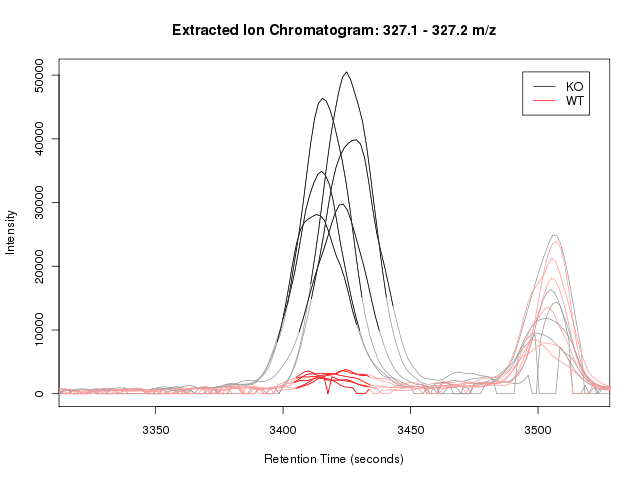 Extracted Ion Chromatogram: 327.1 - 327.2 m/z
KO
WT
50000
40000
30000
20000
10000
0
Intensity
3350
3400
3450
3500
Retention Time (seconds)